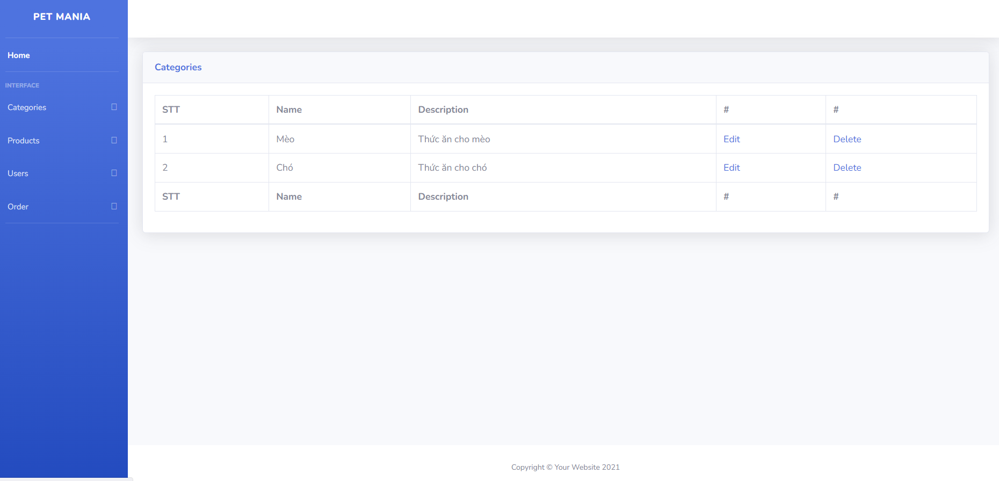 PET MANIA
Home
INTERFACE
Categories
Products
Users
Order
Categories
STT Name Description # #
1 Mèo Thức ăn cho mèo Edit Delete
2 Chó Thức ăn cho chó Edit Delete
STT Name Description # #
Copyright © Your Website 2021